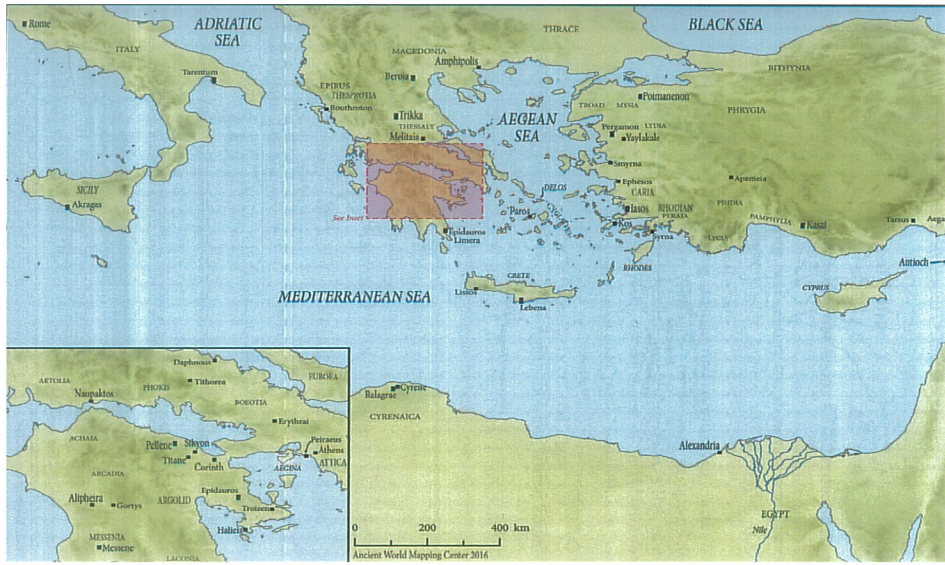 Rome
ADRIATIC
SEA
ITALY
Tarentum
SICILY
Akragas
THRACE
BLACK SEA
MACEDONIA
Amphipolis
Beroia
BITHYNIA
EPIRUS
THESPROTIA
Bouthroton
Trikka
THESSALY
Melitaia
AEGEAN
SEA
TROAD
MYSIA
Poimanenon
PHRYGIA
LYDIA
Pergamon
Yaylakale
Smyrna
Ephesos
Apameia
CARIA
DELOS
PISIDIA
Iasos
RHODIAN
PERAIA
Paros
CYCLADES
Kos
Syrna
LYGIA
PAMPHYLIA
Kasai
Tarsus
Aega
See Inset
Epidauros
Limera
RHODES
Antioch
CRETE
Lissos
Lebena
CYPRUS
MEDITERRANEAN SEA
Balagrae
Cyrene
CYRENAICA
Alexandria
EGYPT
Nile
Daphnous
EUBOEA
AETOLIA
PHOKIS
Tithorea
Naupaktos
BOEOTIA
Erythrai
ACHAIA
Pellene
Sikyon
Titane
Corinth
Peiraeus
Athens
AEGINA
ATTICA
ARCADIA
Alipheira
Gortys
ARGOLID
Epidauros
Troizen
Halieis
MESSENIA
Messene
LACONIA
0 200 400 km
Ancient World Mapping Center 2016